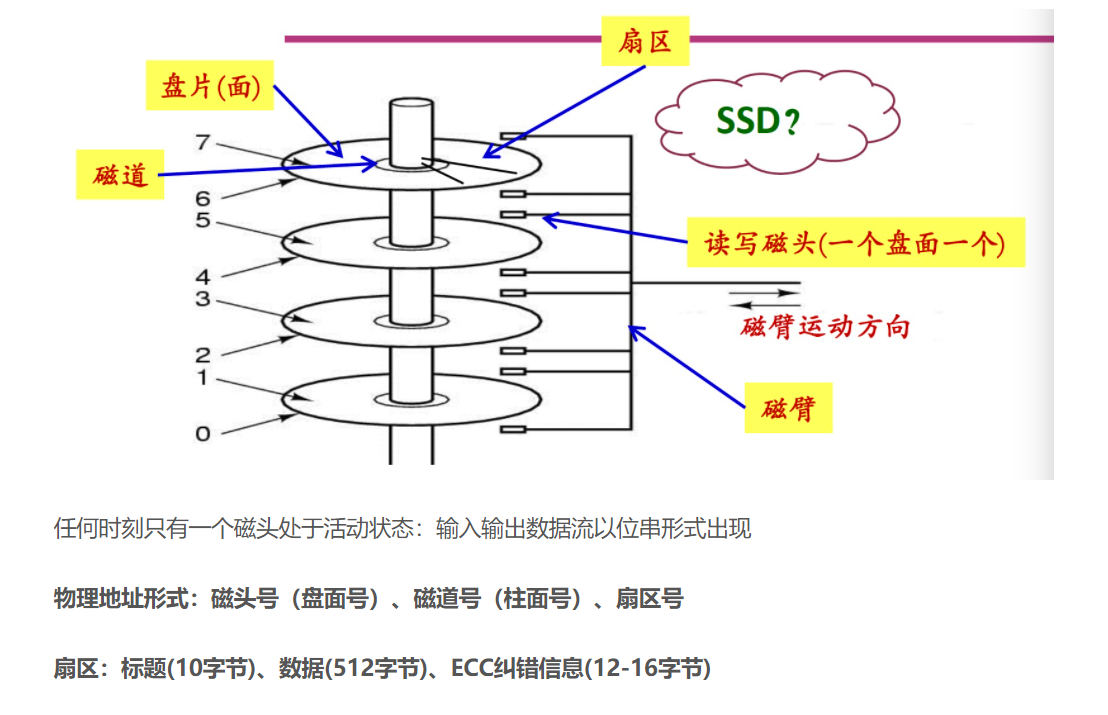 扇区
盘片(面)
SSD?
7
磁道
6
5
读写磁头(一个盘面一个)
4
3
磁臂运动方向
2
1
磁臂
0
任何时刻只有一个磁头处于活动状态：输入输出数据流以位串形式出现
物理地址形式：磁头号（盘面号）、磁道号（柱面号）、扇区号
扇区：标题(10字节)、数据(512字节)、ECC纠错信息(12-16字节)